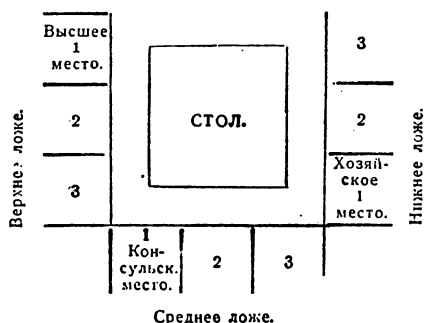 Высшее
1
место.
2
3
Верхнее ложе.
СТОЛ.
3
2
Хозяй-
ское
1
место.
Нижнее ложе.
1
Кон-
сульск.
место.
2
3
Среднее ложе.